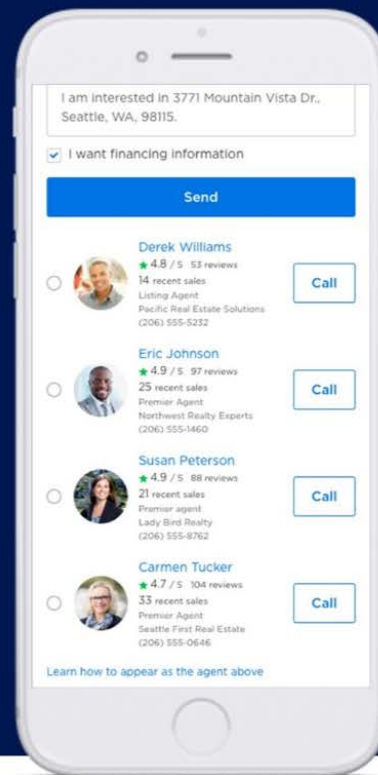 I am interested in 3771 Mountain Vista Dr.,
Seattle, WA, 98115.
I want financing information
Send
Derek Williams
4.8 / 5 53 reviews
14 recent sales
Listing Agent
Pacific Real Estate Solutions
(206) 555-5232
Call
Eric Johnson
4.9 / 5 97 reviews
25 recent sales
Premier Agent
Northwest Realty Experts
(206) 555-1460
Call
Susan Peterson
4.9 / 5 88 reviews
21 recent sales
Premier agent
Lady Bird Realty
(206) 555-8762
Call
Carmen Tucker
4.7 / 5 104 reviews
33 recent sales
Premier Agent
Seattle First Real Estate
(206) 555-0646
Call
Learn how to appear as the agent above